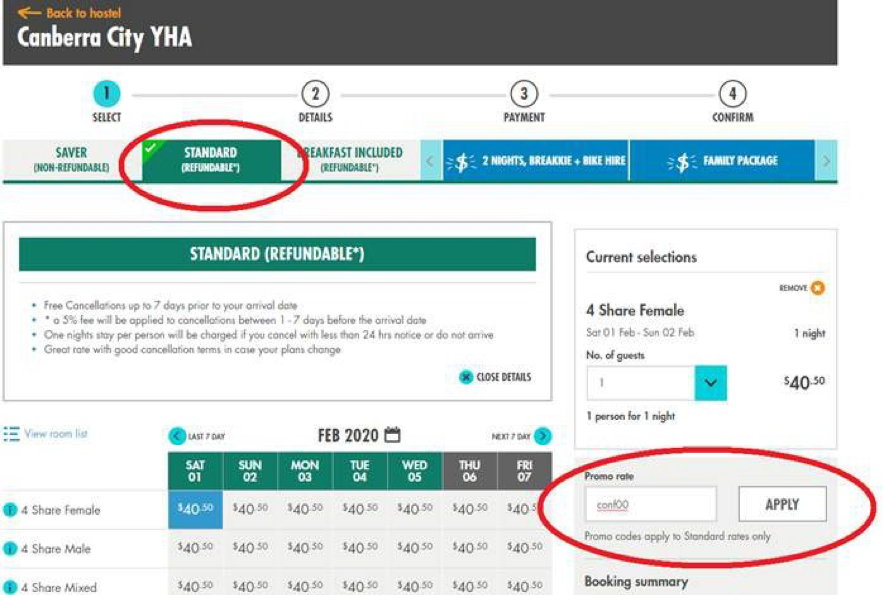 Back to hostel
Canberra City YHA
1 2 3 4
SELECT DETAILS PAYMENT CONFIRM
SAVER
(NON-REFUNDABLE)
STANDARD
(REFUNDABLE*)
BREAKFAST INCLUDED
(REFUNDABLE*)
< $ 2 NIGHTS, BREAKKIE + BIKE HIRE $ FAMILY PACKAGE >
STANDARD (REFUNDABLE*)
Free Cancellations up to 7 days prior to your arrival date
* a 5% fee will be applied to cancellations between 1 - 7 days before the arrival date
One nights stay per person will be charged if you cancel with less than 24 hrs notice or do not arrive
Great rate with good cancellation terms in case your plans change
CLOSE DETAILS
View room list
LAST 7 DAY FEB 2020 NEXT 7 DAY
SAT SUN MON TUE WED THU FRI
01 02 03 04 05 06 07
4 Share Female $40.50 $40.50 $40.50 $40.50 $40.50 $40.50 $40.5
4 Share Male $40.50 $40.50 $40.50 $40.50 $40.50 $40.50 $40.50
4 Share Mixed $40.50 $40.50 $40.50 $40.50 $40.50 $40.50 $40.50
Current selections
REMOVE
4 Share Female
Sat 01 Feb - Sun 02 Feb 1 night
No. of guests
1 $40.50
1 person for 1 night
Promo rate
conf00 APPLY
Promo codes apply to Standard rates only
Booking summary